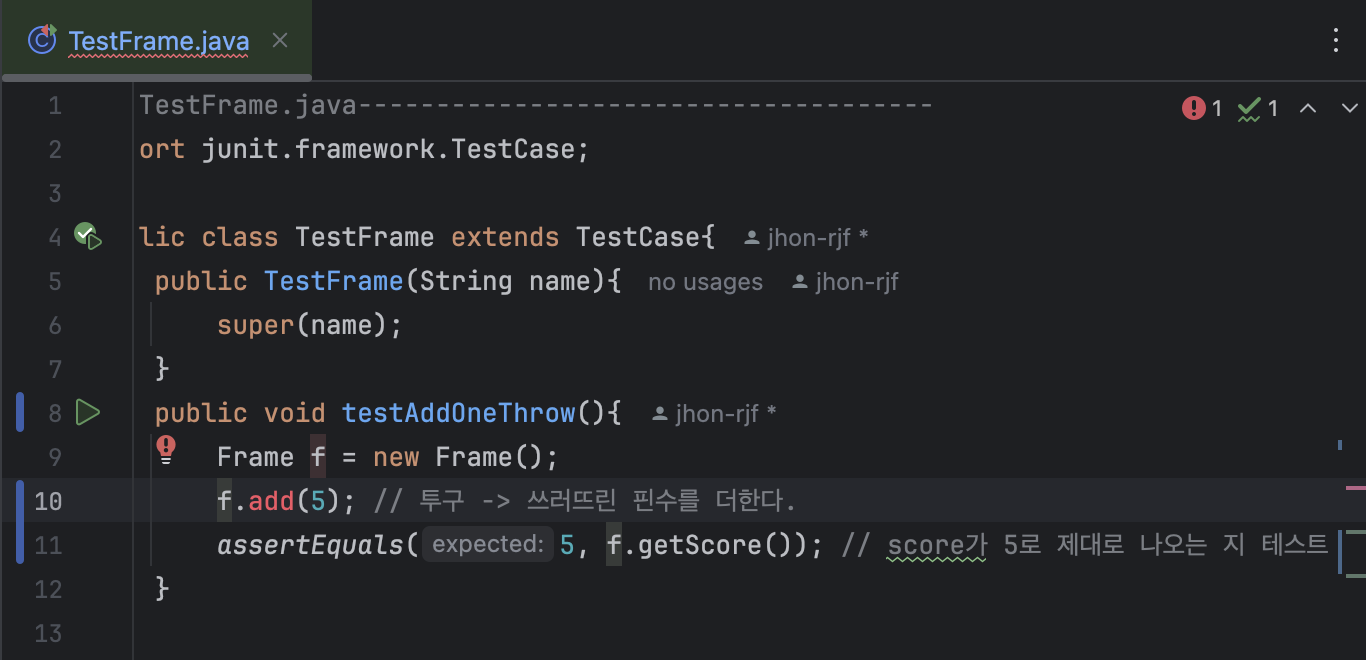 TestFrame.java
1 1
1 TestFrame.java-------------------------------------
2 ort junit.framework.TestCase;
3
4 lic class TestFrame extends TestCase{ jhon-rjf *
5 public TestFrame(String name){ no usages jhon-rjf
6 super(name);
7 }
8 public void testAddOneThrow(){ jhon-rjf *
9 Frame f = new Frame();
10 f.add(5); // 투구 -> 쓰러뜨린 핀수를 더한다.
11 assertEquals( expected: 5, f.getScore()); // score가 5로 제대로 나오는 지 테스트
12 }
13